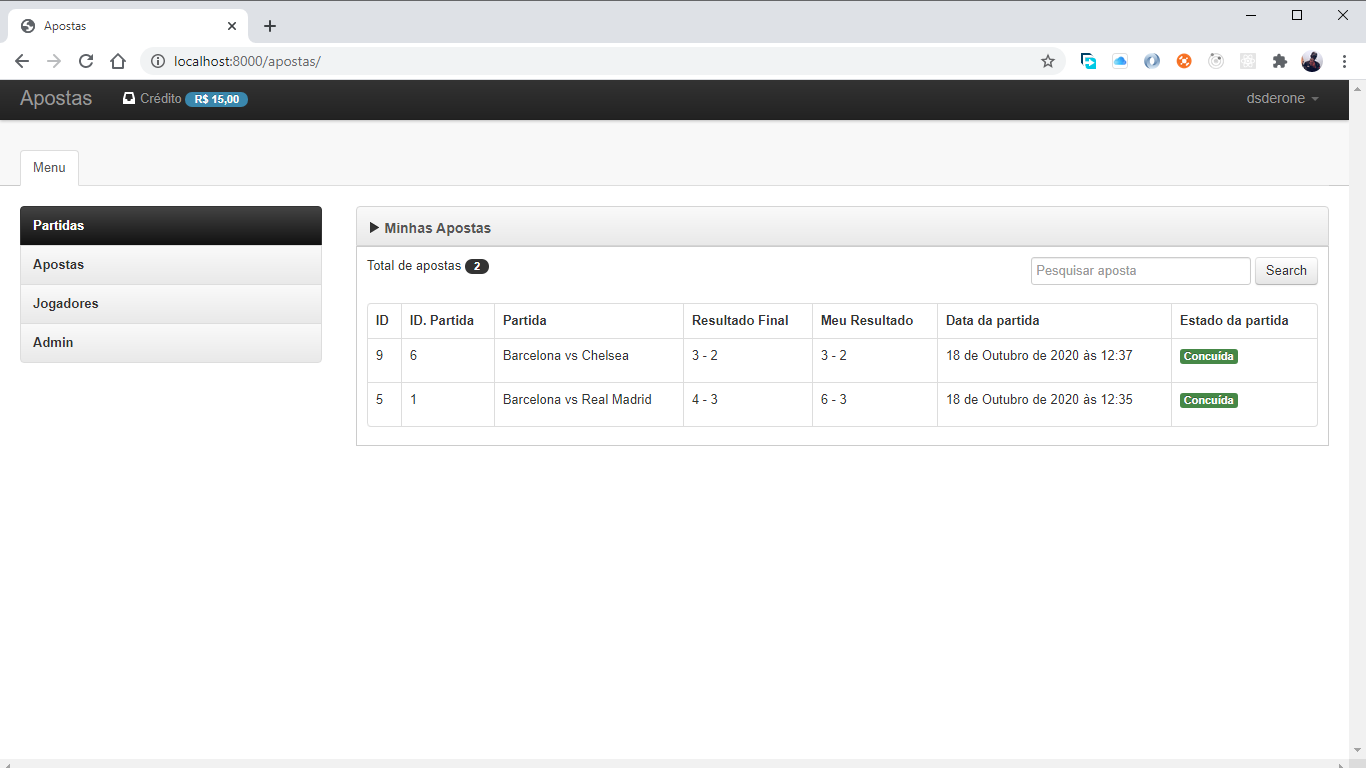 Apostas
localhost:8000/apostas/
Apostas Crédito R$ 15,00 dsderone
Menu
Partidas
Apostas
Jogadores
Admin
Minhas Apostas
Total de apostas 2 Pesquisar aposta Search
ID ID. Partida Partida Resultado Final Meu Resultado Data da partida Estado da partida
9 6 Barcelona vs Chelsea 3 - 2 3 - 2 18 de Outubro de 2020 às 12:37 Concuída
5 1 Barcelona vs Real Madrid 4 - 3 6 - 3 18 de Outubro de 2020 às 12:35 Concuída